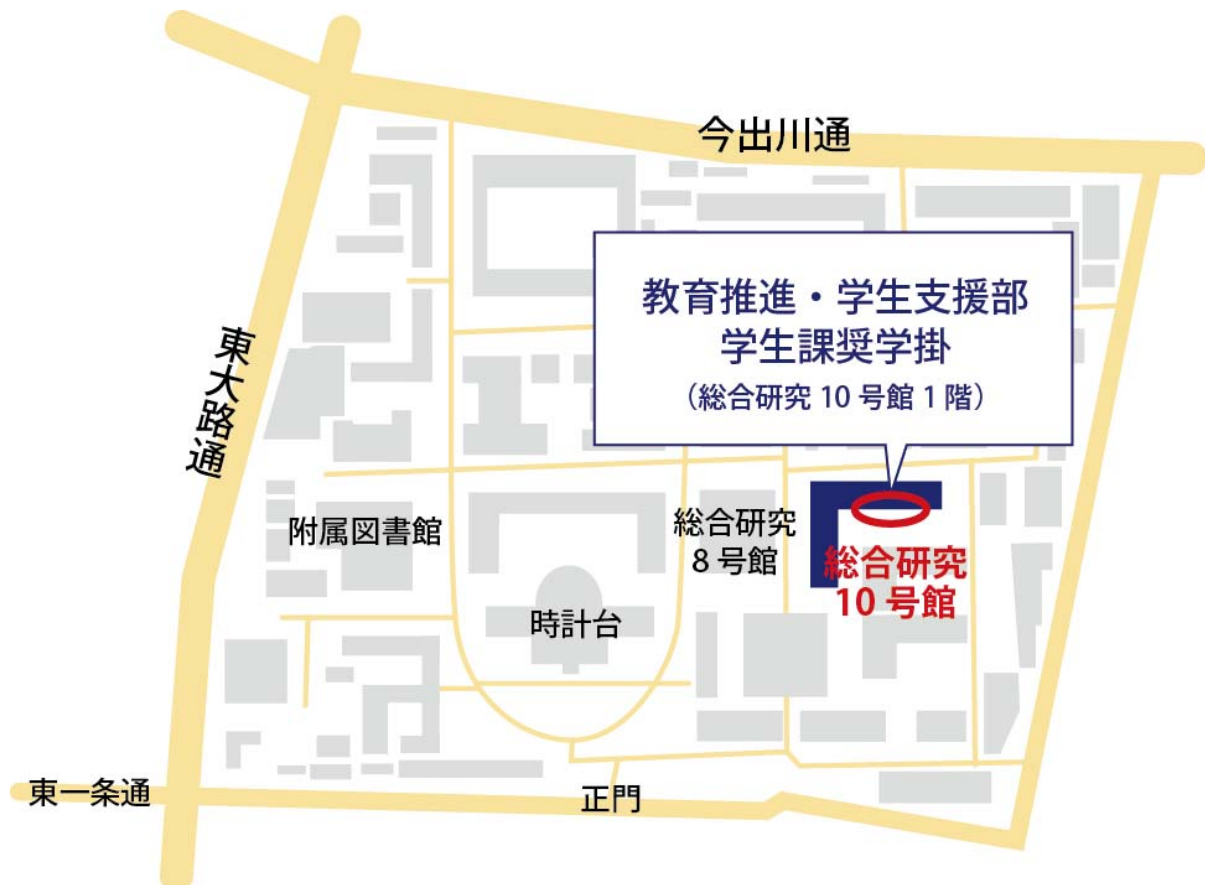 今出川通
教育推進・学生支援部
学生課奨学掛
（総合研究 10 号館 1 階）
東大路通
附属図書館
総合研究
8 号館
総合研究
10 号館
時計台
東一条通
正門